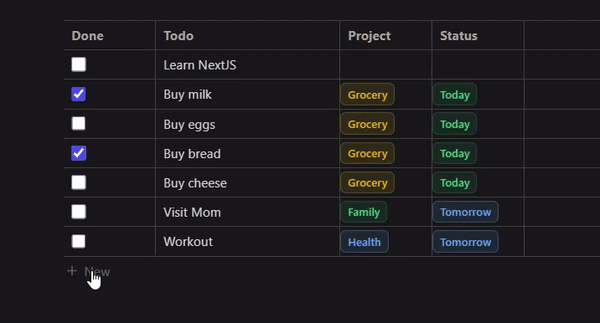 Done Todo Project Status
Learn NextJS
Buy milk Grocery Today
Buy eggs Grocery Today
Buy bread Grocery Today
Buy cheese Grocery Today
Visit Mom Family Tomorrow
Workout Health Tomorrow
+ New